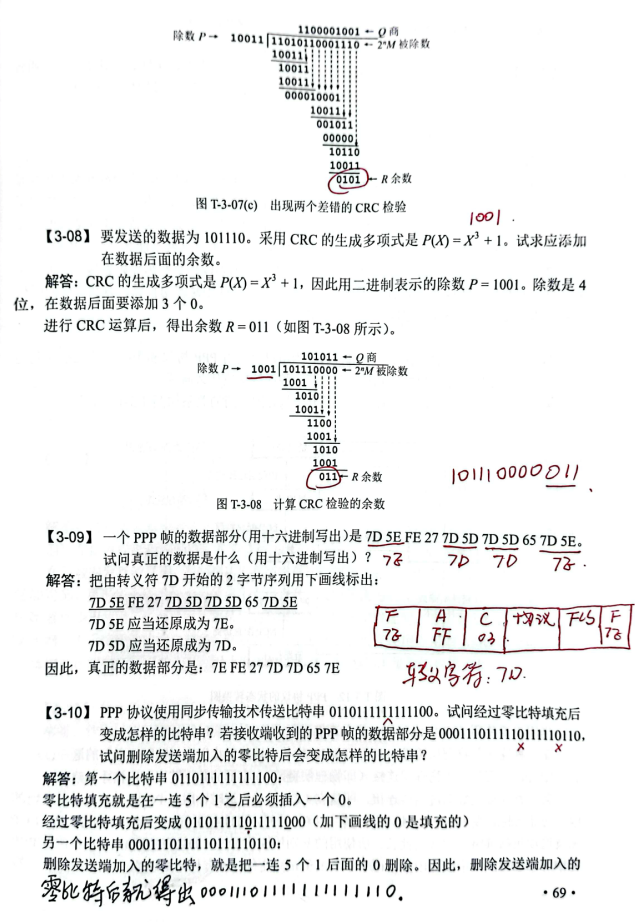 1100001001 ← Q 商
除数 P → 10011 11010110001110 ← 2ⁿM 被除数
10011
10011
10011
000010001
10011
001011
00000
10110
10011
0101 ← R 余数
图 T-3-07(c) 出现两个差错的 CRC 检验
1001.
【3-08】 要发送的数据为 101110。采用 CRC 的生成多项式是 P(X) = X³ + 1。试求应添加
在数据后面的余数。
解答：CRC 的生成多项式是 P(X) = X³ + 1，因此用二进制表示的除数 P = 1001。除数是 4
位，在数据后面要添加 3 个 0。
进行 CRC 运算后，得出余数 R = 011（如图 T-3-08 所示）。
101011 ← Q 商
除数 P → 1001 101110000 ← 2ⁿM 被除数
1001
1010
1001
1100
1001
1010
1001
011 ← R 余数
101110000011.
图 T-3-08 计算 CRC 检验的余数
【3-09】 一个 PPP 帧的数据部分（用十六进制写出）是 7D 5E FE 27 7D 5D 7D 5D 65 7D 5E。
试问真正的数据是什么（用十六进制写出）？ 7E 7D 7D 7E.
解答：把由转义符 7D 开始的 2 字节序列用下画线标出：
7D 5E FE 27 7D 5D 7D 5D 65 7D 5E
7D 5E 应当还原成为 7E。
7D 5D 应当还原成为 7D。
F A C 协议 FCS F
7E FF 03 7E
因此，真正的数据部分是：7E FE 27 7D 7D 65 7E
转义字符：7D.
【3-10】 PPP 协议使用同步传输技术传送比特串 0110111111111100。试问经过零比特填充后
变成怎样的比特串？若接收端收到的 PPP 帧的数据部分是 0001110111110111110110，
试问删除发送端加入的零比特后会变成怎样的比特串？
解答：第一个比特串 0110111111111100：
零比特填充就是在一连 5 个 1 之后必须插入一个 0。
经过零比特填充后变成 011011111011111000（如下画线的 0 是填充的）
另一个比特串 0001110111110111110110：
删除发送端加入的零比特，就是把一连 5 个 1 后面的 0 删除。因此，删除发送端加入的
零比特后就得出 00011101111111111110.
·69·